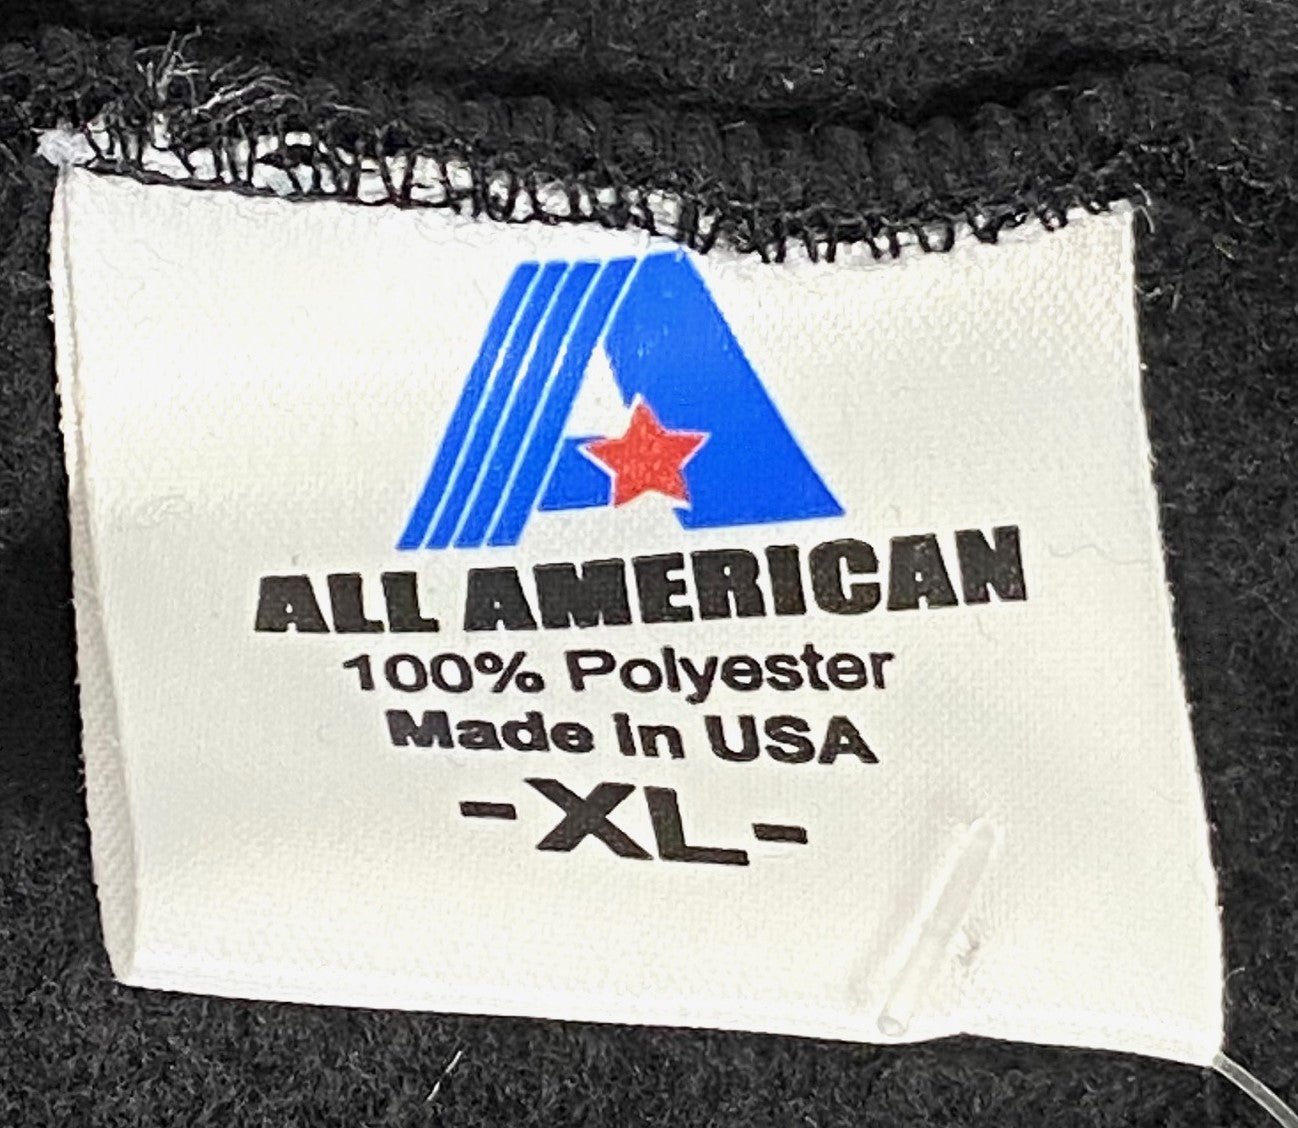 ALL AMERICAN
100% Polyester
Made in USA
-XL-